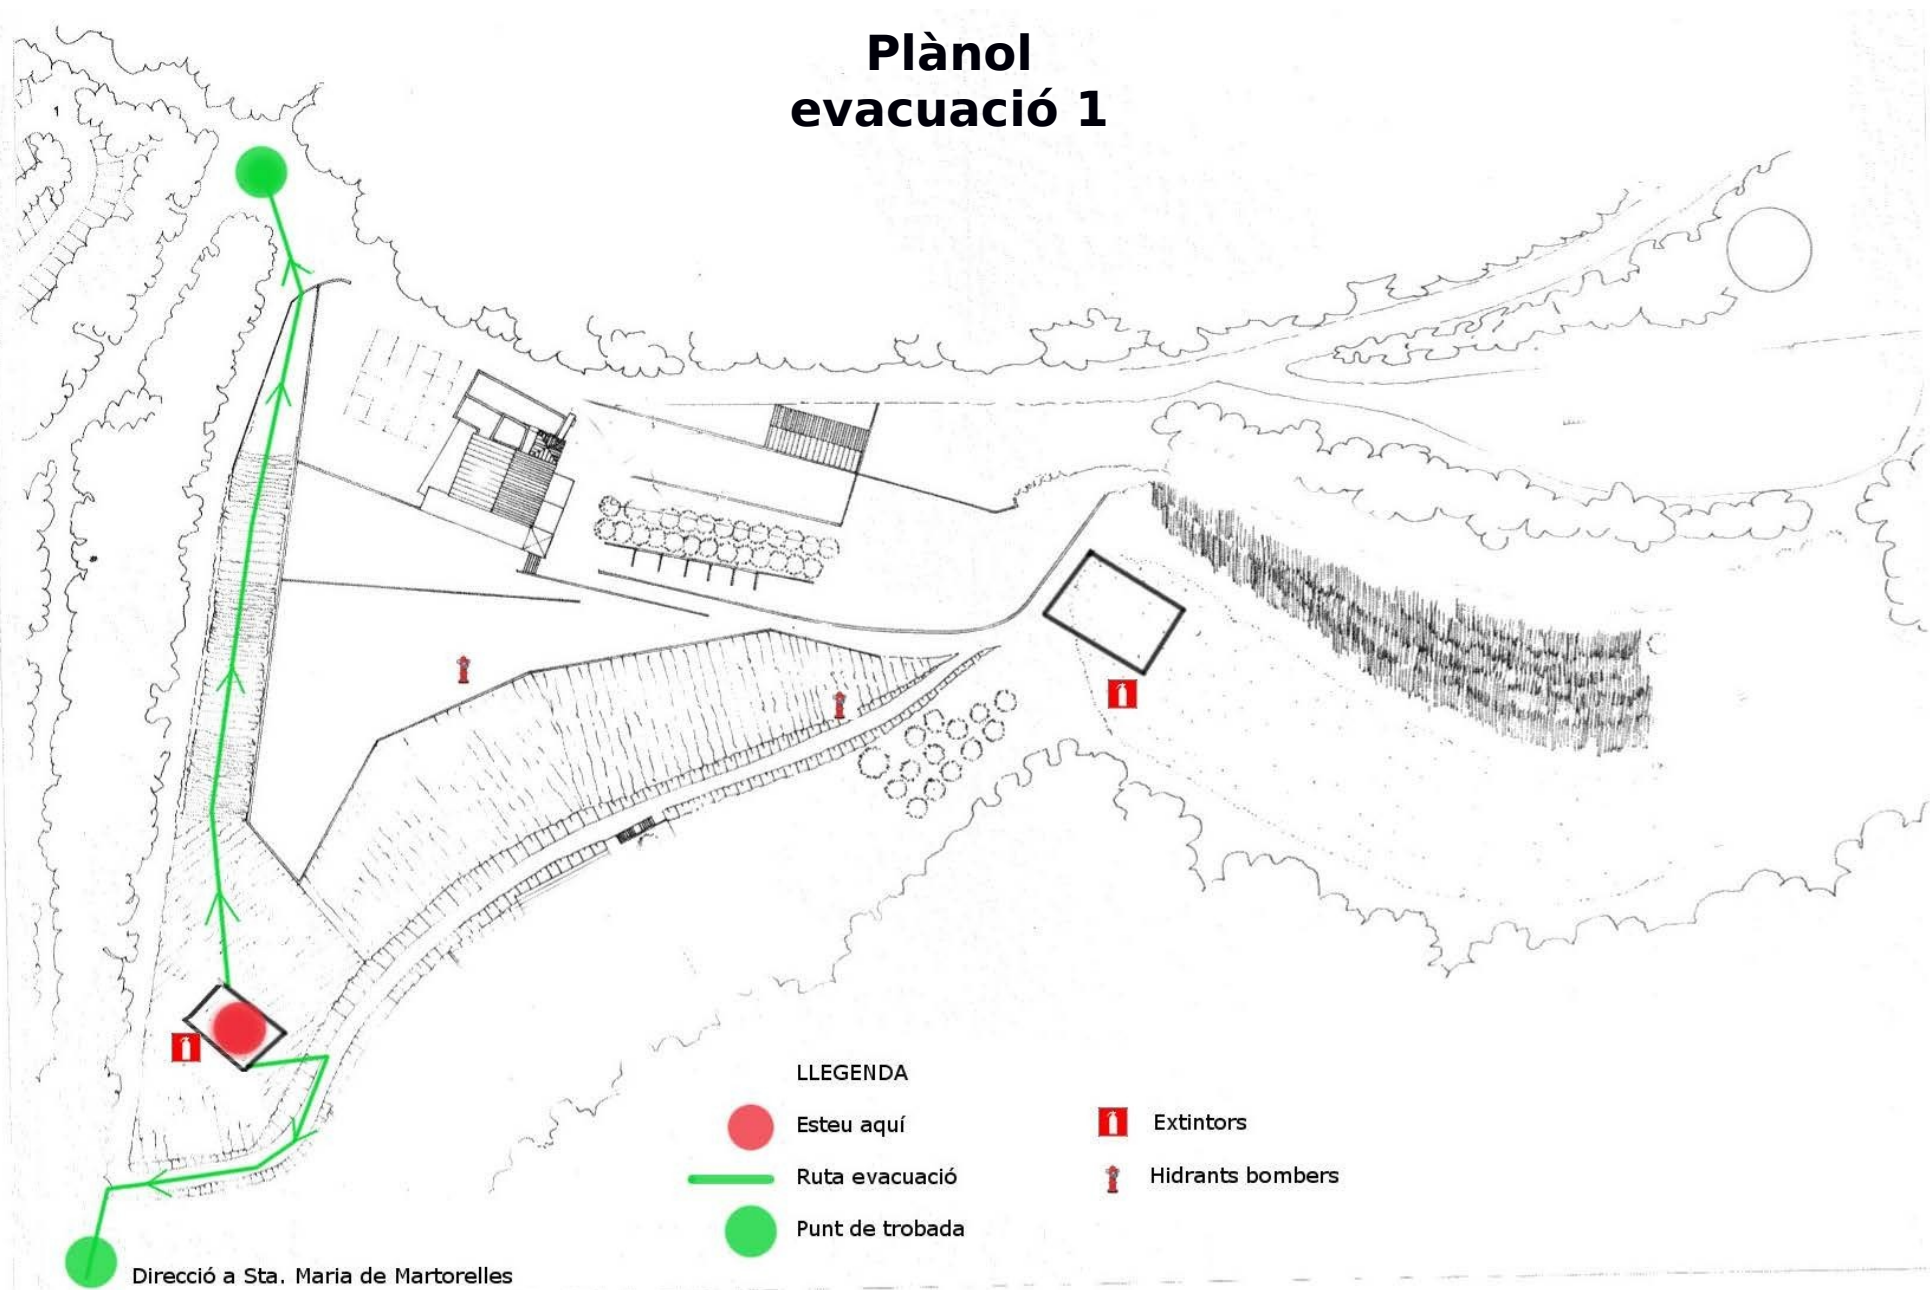 Plànol
evacuació 1
LLEGENDA
Esteu aquí
Ruta evacuació
Punt de trobada
Extintors
Hidrants bombers
Direcció a Sta. Maria de Martorelles